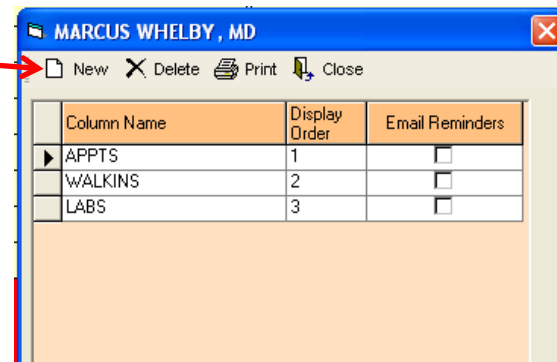 MARCUS WHELBY , MD
New Delete Print Close
Column Name Display Order Email Reminders
APPTS 1
WALKINS 2
LABS 3